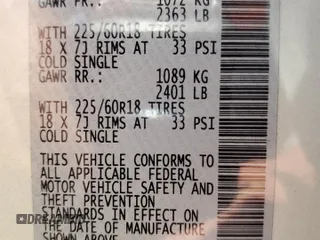 GAWR FR.: 1072 KG
2363 LB
WITH 225/60R18 TIRES
18 X 7J RIMS AT 33 PSI
COLD SINGLE
GAWR RR.: 1089 KG
2401 LB
WITH 225/60R18 TIRES
18 X 7J RIMS AT 33 PSI
COLD SINGLE
THIS VEHICLE CONFORMS TO
ALL APPLICABLE FEDERAL
MOTOR VEHICLE SAFETY AND
THEFT PREVENTION
STANDARDS IN EFFECT ON
THE DATE OF MANUFACTURE
SHOWN ABOVE